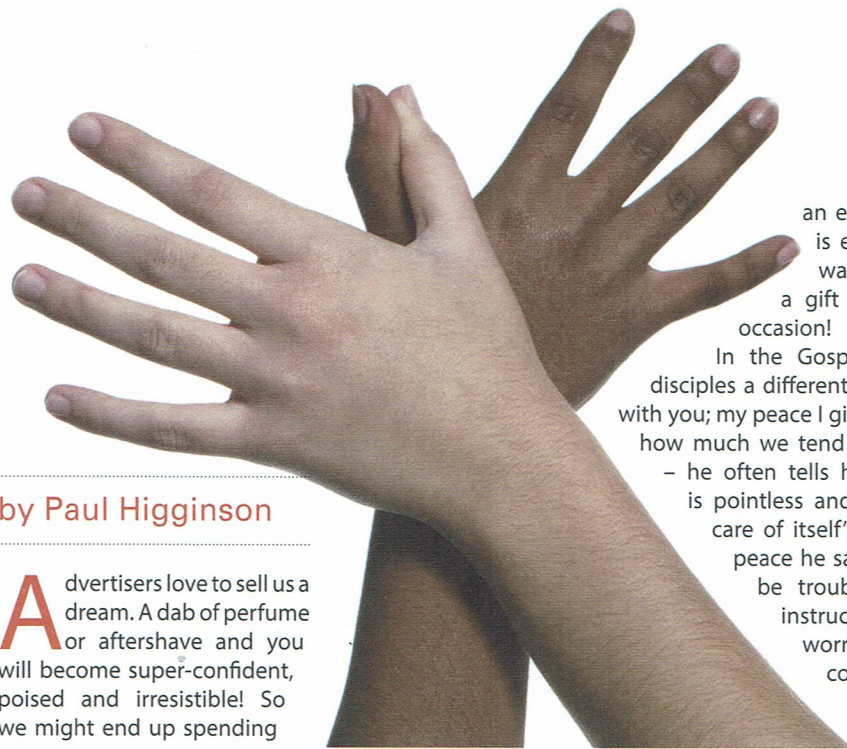 by Paul Higginson
Advertisers love to sell us a
dream. A dab of perfume
or aftershave and you
will become super-confident,
poised and irresistible! So
we might end up spending
an e
is e
wa
a gift
occasion!
In the Gosp
disciples a different
with you; my peace I gi
how much we tend
– he often tells h
is pointless and
care of itself”
peace he sa
be troub
instruc
worr
co